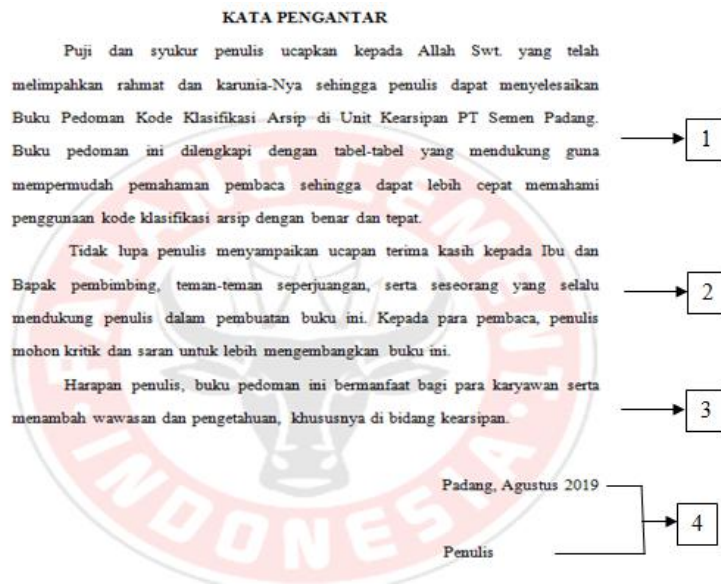 KATA PENGANTAR
Puji dan syukur penulis ucapkan kepada Allah Swt. yang telah
melimpahkan rahmat dan karunia-Nya sehingga penulis dapat menyelesaikan
Buku Pedoman Kode Klasifikasi Arsip di Unit Kearsipan PT Semen Padang.
Buku pedoman ini dilengkapi dengan tabel-tabel yang mendukung guna
mempermudah pemahaman pembaca sehingga dapat lebih cepat memahami
penggunaan kode klasifikasi arsip dengan benar dan tepat.
1
Tidak lupa penulis menyampaikan ucapan terima kasih kepada Ibu dan
Bapak pembimbing, teman-teman seperjuangan, serta seseorang yang selalu
mendukung penulis dalam pembuatan buku ini. Kepada para pembaca, penulis
mohon kritik dan saran untuk lebih mengembangkan buku ini.
2
Harapan penulis, buku pedoman ini bermanfaat bagi para karyawan serta
menambah wawasan dan pengetahuan, khususnya di bidang kearsipan.
3
Padang, Agustus 2019
Penulis
4
PADANG CEMENT
INDONESIA